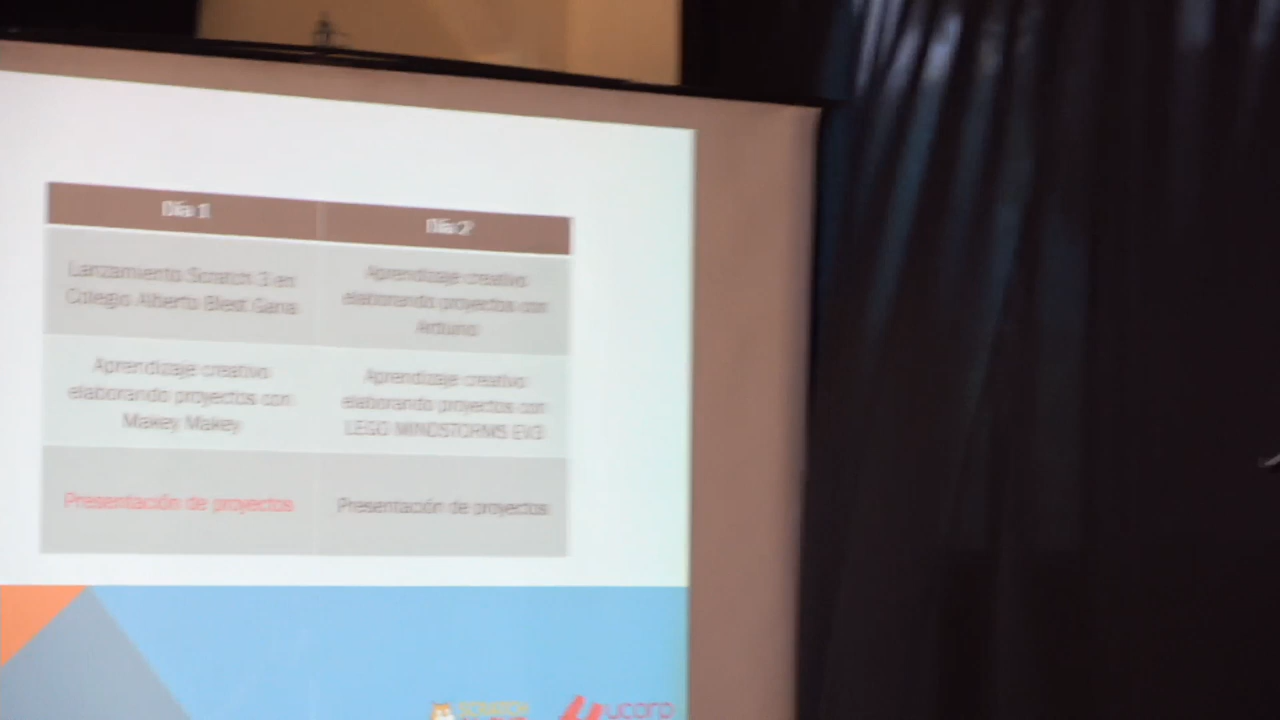 Día 1
Día 2
Lanzamiento Scratch 3 en
Colegio Alberto Blest Gana
Aprendizaje creativo
elaborando proyectos con
Arduino
Aprendizaje creativo
elaborando proyectos con
Makey Makey
Aprendizaje creativo
elaborando proyectos con
LEGO MINDSTORMS EV3
Presentación de proyectos
Presentación de proyectos
SCRATCH
ucorp